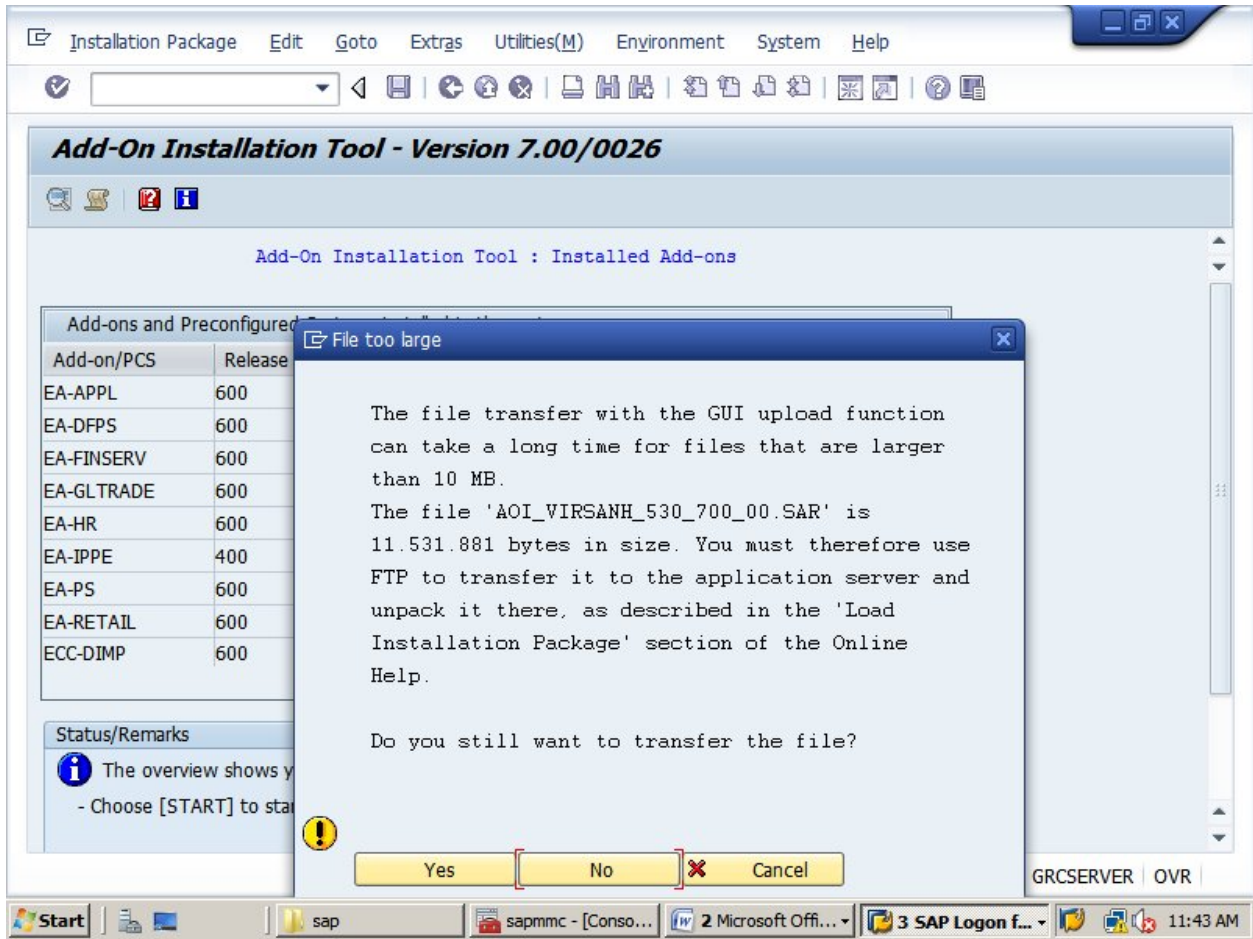 Installation Package Edit Goto Extras Utilities(M) Environment System Help
Add-On Installation Tool - Version 7.00/0026
Add-On Installation Tool : Installed Add-ons
Add-ons and Preconfigured
Add-on/PCS Release
EA-APPL 600
EA-DFPS 600
EA-FINSERV 600
EA-GLTRADE 600
EA-HR 600
EA-IPPE 400
EA-PS 600
EA-RETAIL 600
ECC-DIMP 600
Status/Remarks
The overview shows y
- Choose [START] to star
File too large
The file transfer with the GUI upload function
can take a long time for files that are larger
than 10 MB.
The file 'AOI_VIRSANH_530_700_00.SAR' is
11.531.881 bytes in size. You must therefore use
FTP to transfer it to the application server and
unpack it there, as described in the 'Load
Installation Package' section of the Online
Help.
Do you still want to transfer the file?
Yes No Cancel
GRCSERVER OVR
Start sap sapmmc - [Conso... 2 Microsoft Offi... 3 SAP Logon f... 11:43 AM